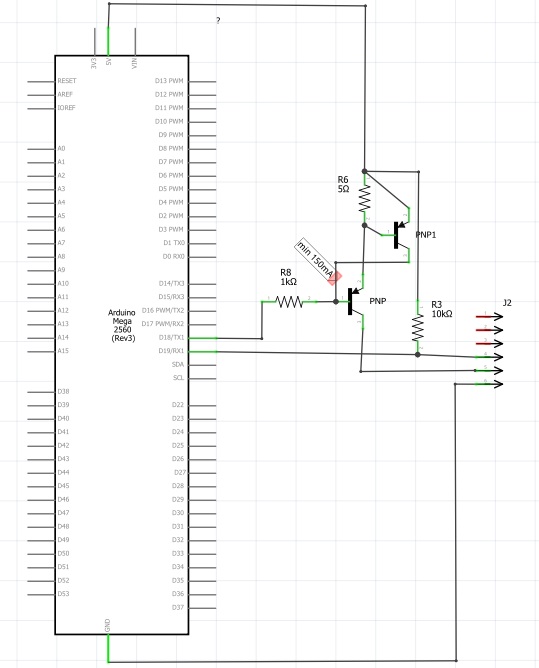 ?
3V3
5V
VIN
RESET
AREF
IOREF
A0
A1
A2
A3
A4
A5
A6
A7
A8
A9
A10
A11
A12
A13
A14
A15
D38
D39
D40
D41
D42
D43
D44
D45
D46
D47
D48
D49
D50
D51
D52
D53
Arduino
Mega
2560
(Rev3)
D13 PWM
D12 PWM
D11 PWM
D10 PWM
D9 PWM
D8 PWM
D7 PWM
D6 PWM
D5 PWM
D4 PWM
D2 PWM
D3 PWM
D1 TX0
D0 RX0
D14/TX3
D15/RX3
D16 PWM/TX2
D17 PWM/RX2
D18/TX1
D19/RX1
SDA
SCL
D22
D23
D24
D25
D26
D27
D28
D29
D30
D31
D32
D33
D34
D35
D36
D37
GND
R6
5Ω
PNP1
min 150mA
R8
1kΩ
PNP
R3
10kΩ
J2